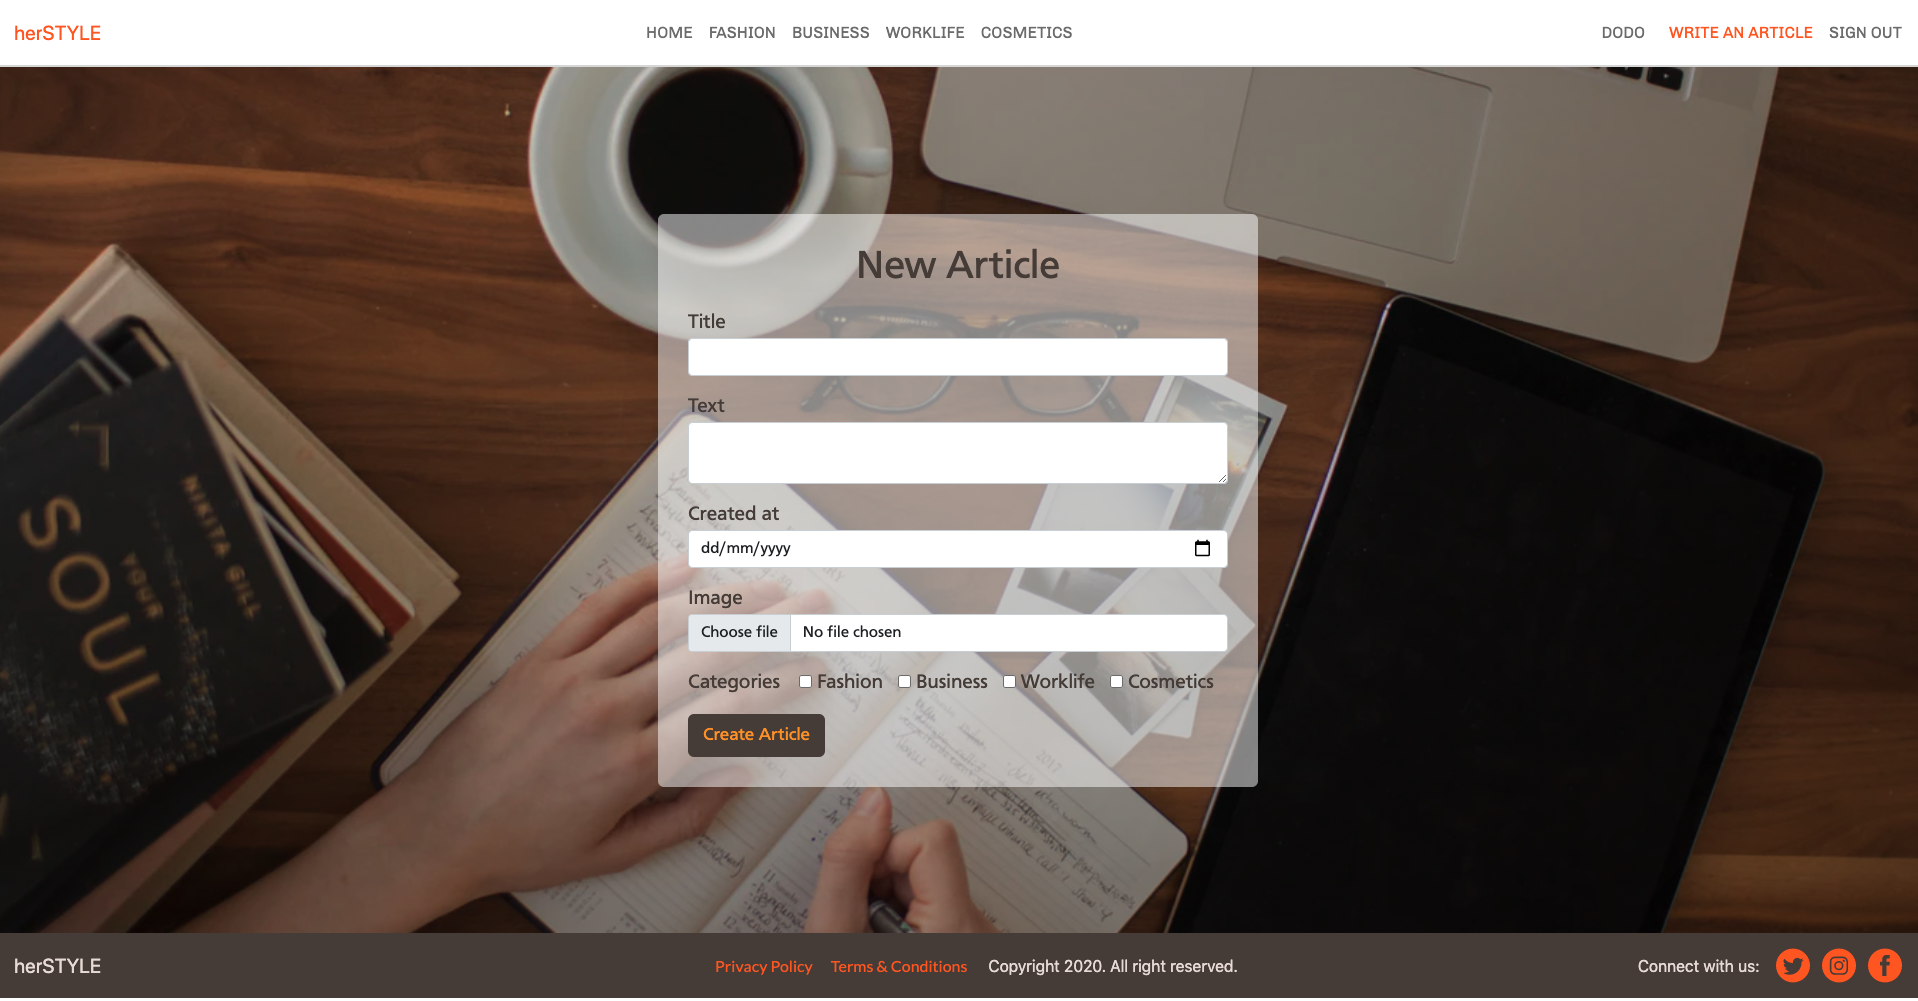 herSTYLE
HOME FASHION BUSINESS WORKLIFE COSMETICS
DODO WRITE AN ARTICLE SIGN OUT
New Article
Title
Text
Created at
dd/mm/yyyy
Image
Choose file No file chosen
Categories Fashion Business Worklife Cosmetics
Create Article
NIKITA GILL
YOUR
SOUL
2017
herSTYLE
Privacy Policy Terms & Conditions Copyright 2020. All right reserved.
Connect with us: